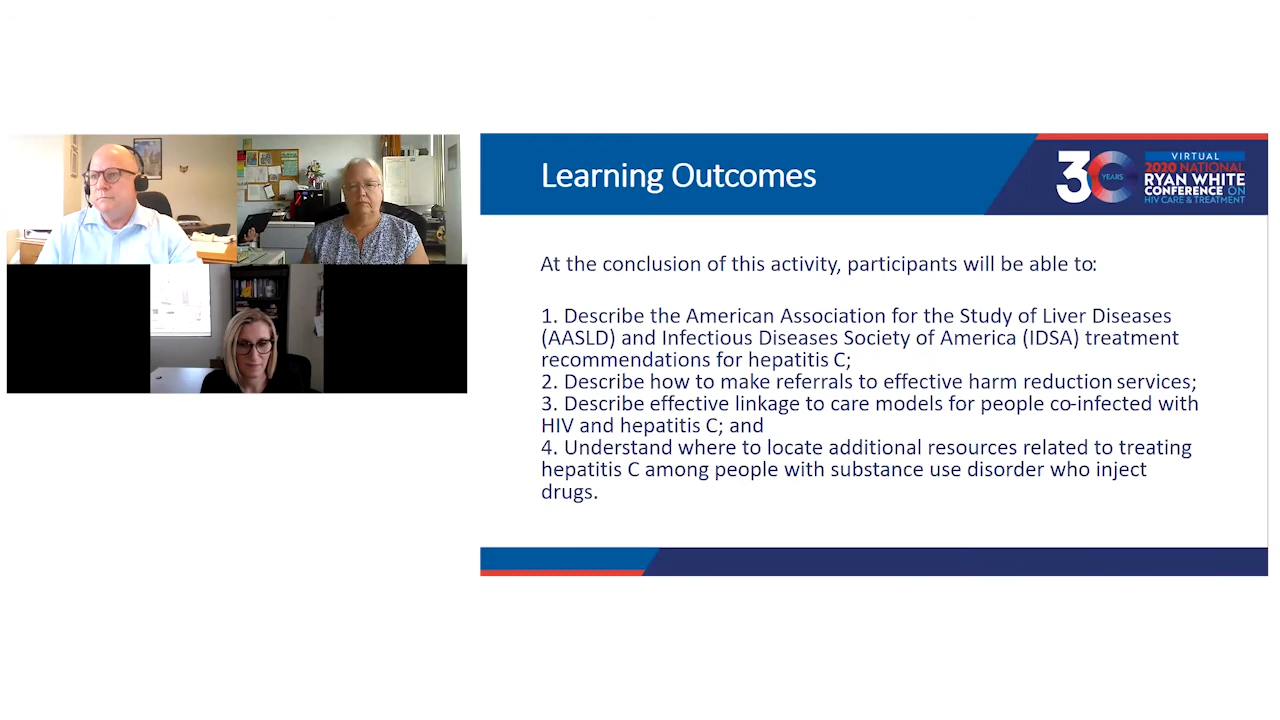 Learning Outcomes
30
YEARS
VIRTUAL
2020 NATIONAL
RYAN WHITE
CONFERENCE ON
HIV CARE & TREATMENT
At the conclusion of this activity, participants will be able to:
1. Describe the American Association for the Study of Liver Diseases
(AASLD) and Infectious Diseases Society of America (IDSA) treatment
recommendations for hepatitis C;
2. Describe how to make referrals to effective harm reduction services;
3. Describe effective linkage to care models for people co-infected with
HIV and hepatitis C; and
4. Understand where to locate additional resources related to treating
hepatitis C among people with substance use disorder who inject
drugs.